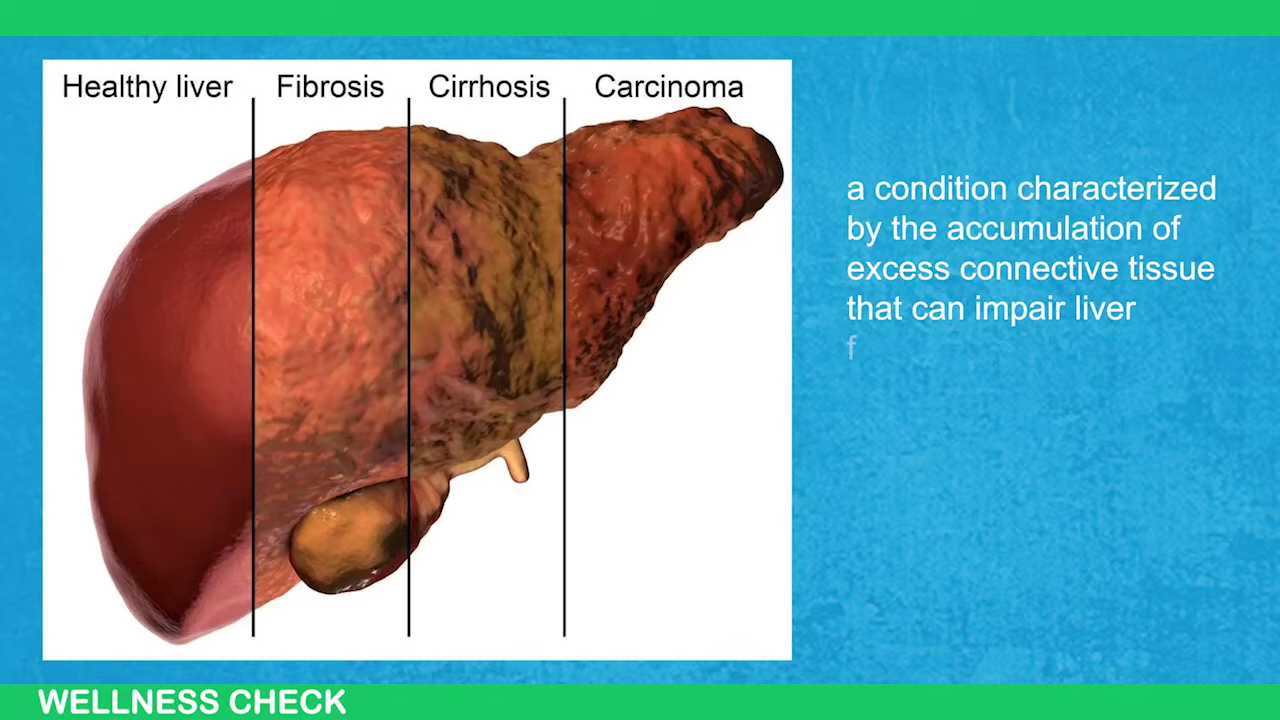 Healthy liver
Fibrosis
Cirrhosis
Carcinoma
a condition characterized
by the accumulation of
excess connective tissue
that can impair liver
f
WELLNESS CHECK